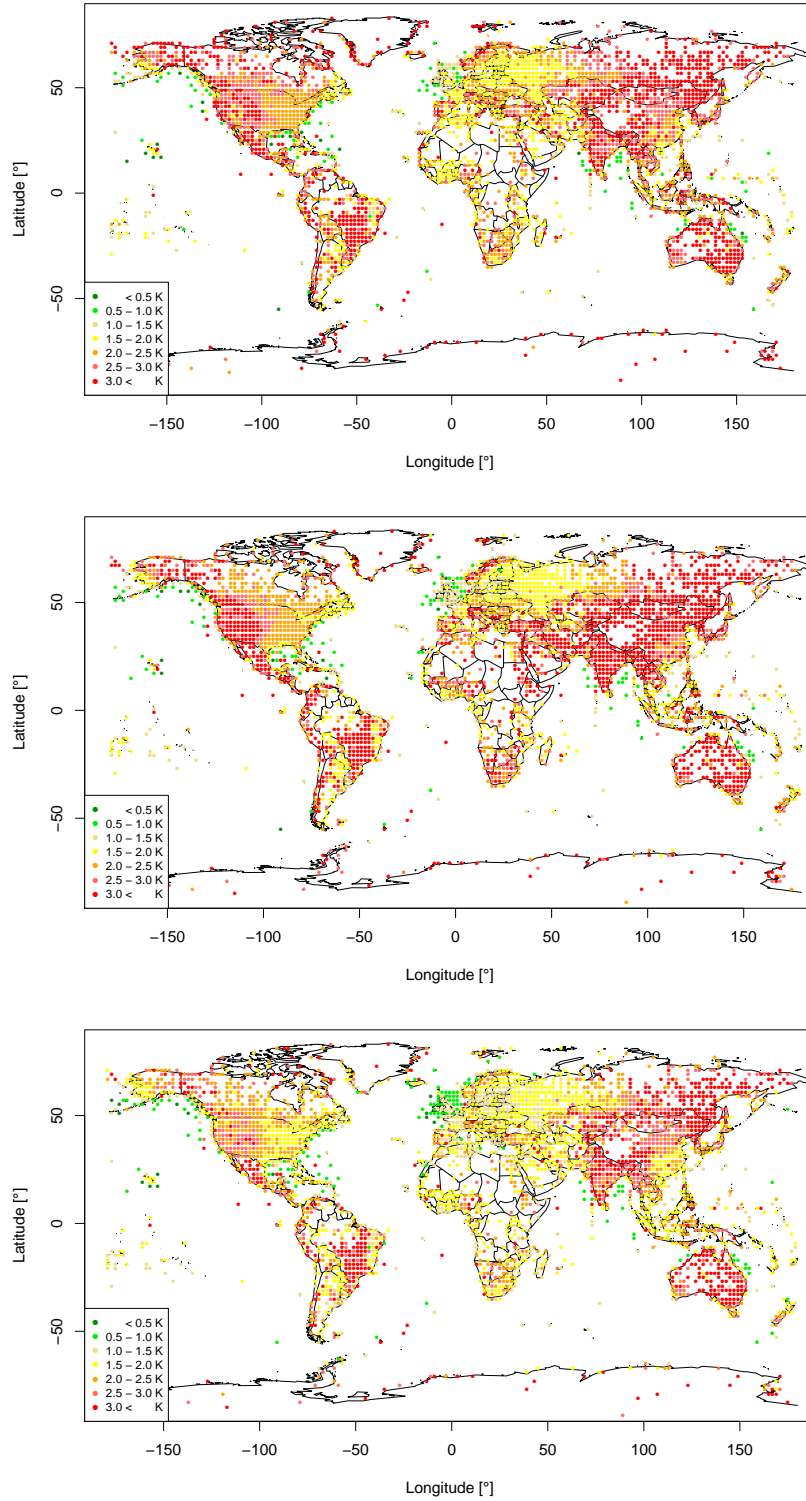 50
0
−50
Latitude [°]
< 0.5 K
0.5 − 1.0 K
1.0 − 1.5 K
1.5 − 2.0 K
2.0 − 2.5 K
2.5 − 3.0 K
3.0 < K
−150 −100 −50 0 50 100 150
Longitude [°]
50
0
−50
Latitude [°]
< 0.5 K
0.5 − 1.0 K
1.0 − 1.5 K
1.5 − 2.0 K
2.0 − 2.5 K
2.5 − 3.0 K
3.0 < K
−150 −100 −50 0 50 100 150
Longitude [°]
50
0
−50
Latitude [°]
< 0.5 K
0.5 − 1.0 K
1.0 − 1.5 K
1.5 − 2.0 K
2.0 − 2.5 K
2.5 − 3.0 K
3.0 < K
−150 −100 −50 0 50 100 150
Longitude [°]